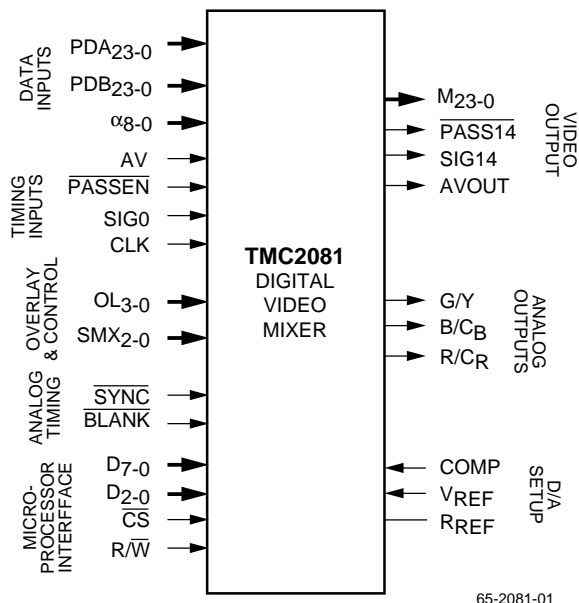 DATA
INPUTS
PDA23-0
PDB23-0
α8-0
TIMING
INPUTS
AV
PASSEN
SIG0
CLK
OVERLAY
& CONTROL
OL3-0
SMX2-0
ANALOG
TIMING
SYNC
BLANK
MICRO-
PROCESSOR
INTERFFACE
D7-0
D2-0
CS
R/W
TMC2081
DIGITAL
VIDEO
MIXER
M23-0
PASS14
SIG14
AVOUT
VIDEO
OUTPUT
G/Y
B/CB
R/CR
ANALOG
OUTPUTS
COMP
VREF
RREF
D/A
SETUP
65-2081-01